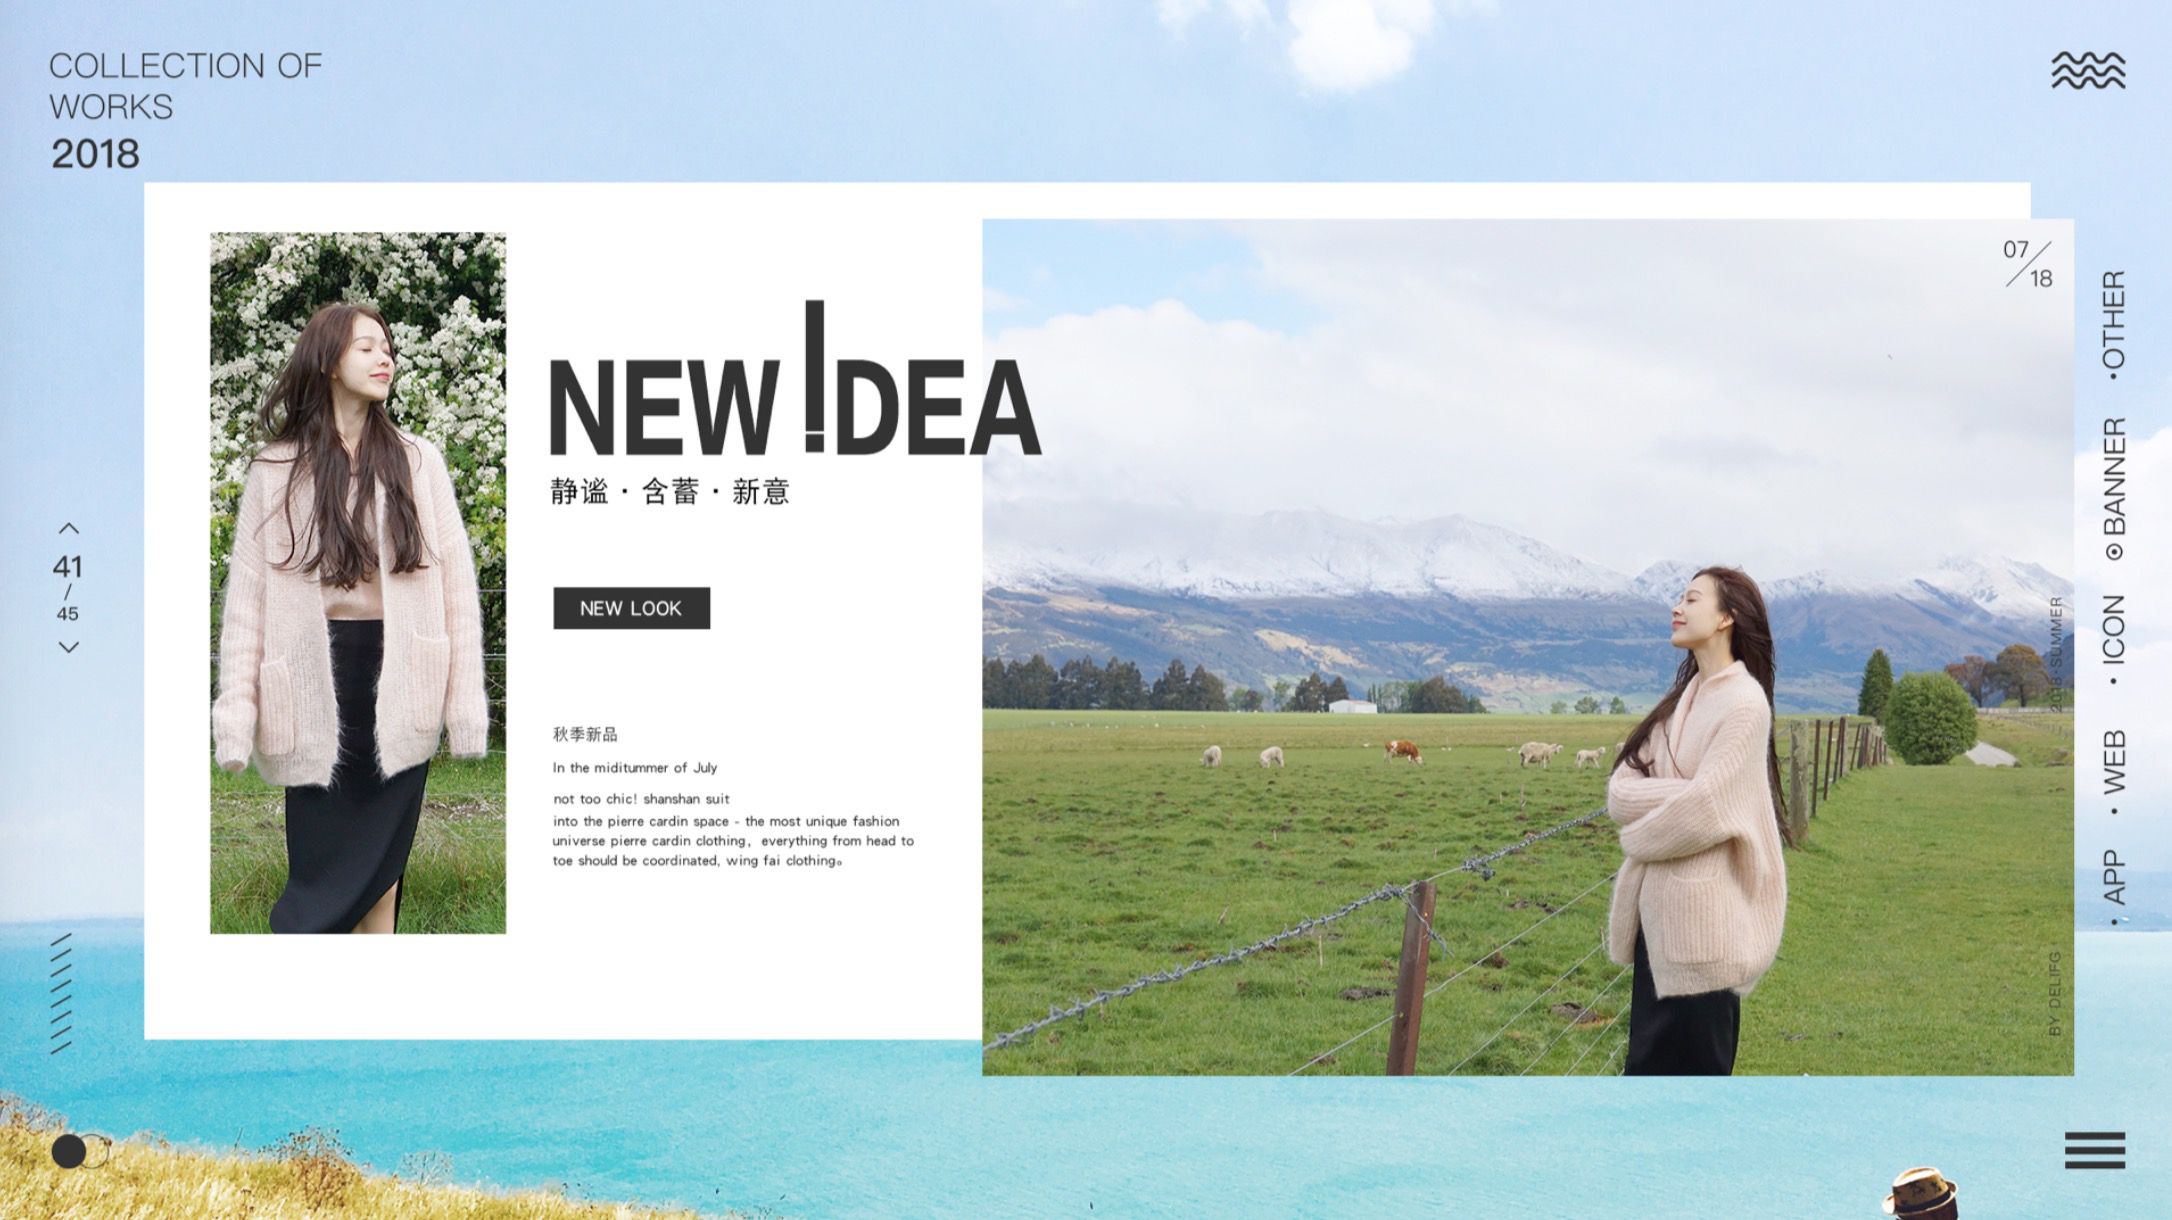 COLLECTION OF
WORKS
2018
07
18
NEW IDEA
静谧·含蓄·新意
NEW LOOK
秋季新品
In the miditummer of July
not too chic! shanshan suit
into the pierre cardin space - the most unique fashion
universe pierre cardin clothing，everything from head to
toe should be coordinated, wing fai clothing。
41
/
45
·OTHER
⊙BANNER
· ICON
· WEB
· APP
2018 SUMMER
BY DELIFG